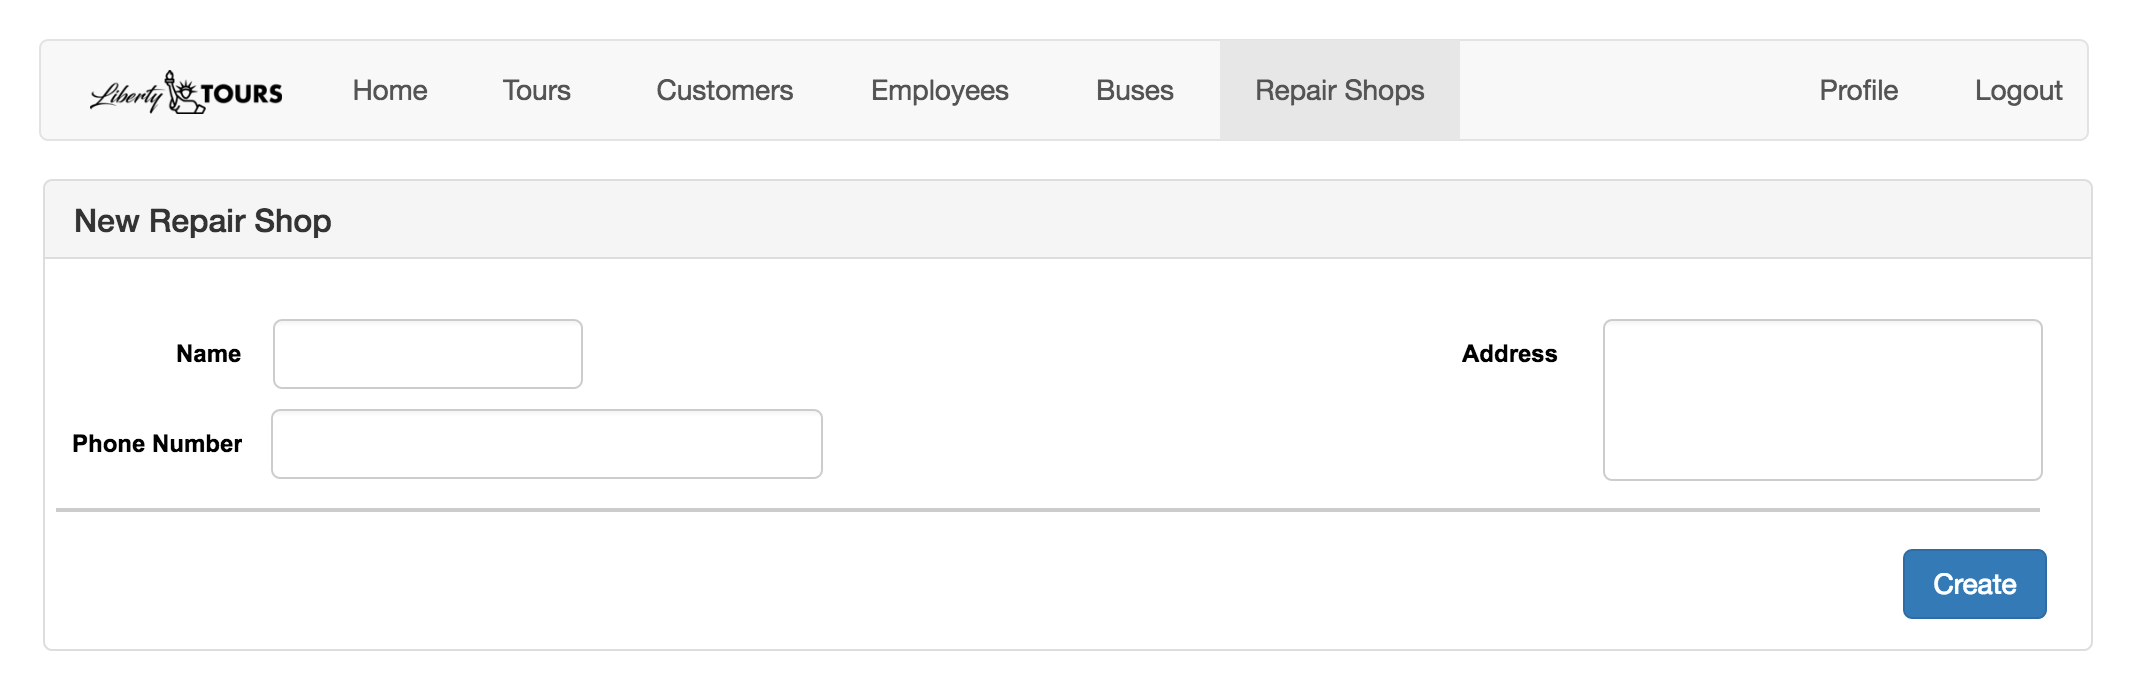 Liberty TOURS Home Tours Customers Employees Buses Repair Shops Profile Logout
New Repair Shop
Name
Address
Phone Number
Create